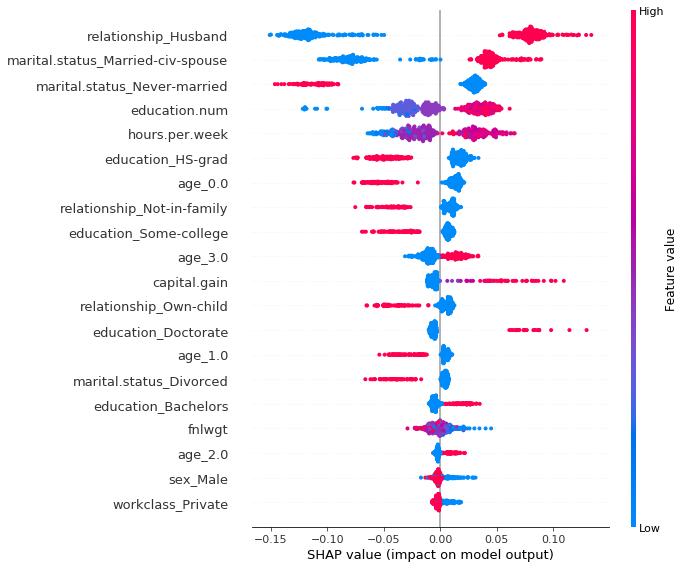 High
relationship_Husband
marital.status_Married-civ-spouse
marital.status_Never-married
education.num
hours.per.week
education_HS-grad
age_0.0
relationship_Not-in-family
education_Some-college
age_3.0
capital.gain
relationship_Own-child
education_Doctorate
age_1.0
marital.status_Divorced
education_Bachelors
fnlwgt
age_2.0
sex_Male
workclass_Private
Feature value
Low
−0.15 −0.10 −0.05 0.00 0.05 0.10
SHAP value (impact on model output)